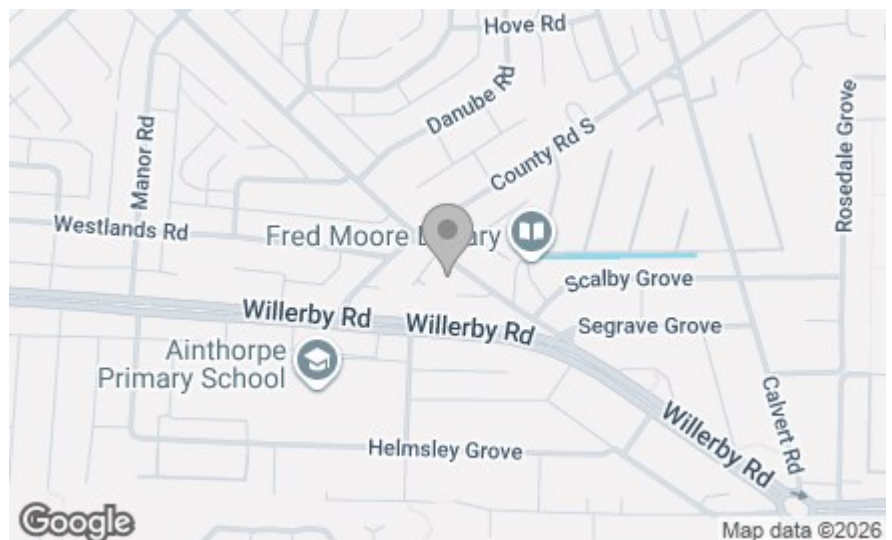 Hove Rd
Danube Rd
County Rd S
Manor Rd
Rosedale Grove
Westlands Rd
Fred Moore Library
Scalby Grove
Willerby Rd
Willerby Rd
Segrave Grove
Ainthorpe
Primary School
Calvert Rd
Willerby Rd
Helmsley Grove
Google
Map data ©2026